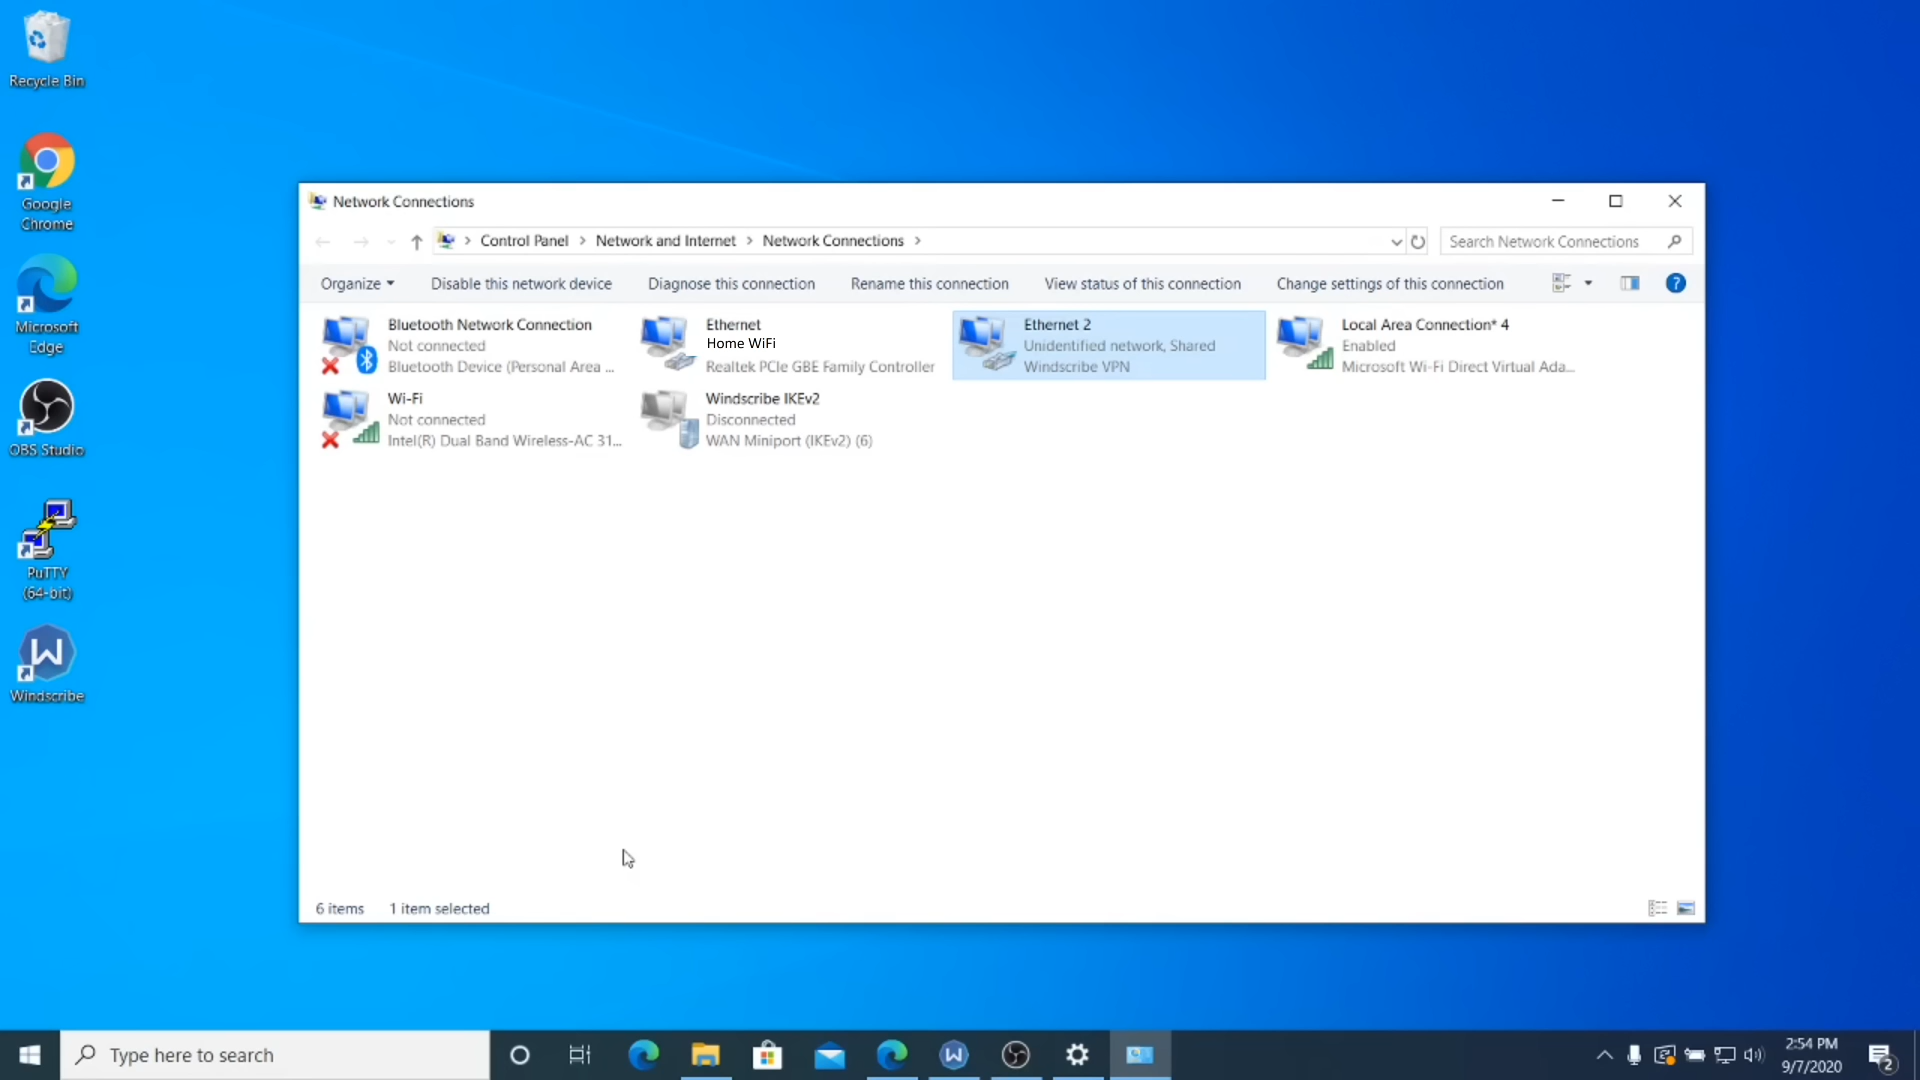 Recycle Bin
Google
Chrome
Microsoft
Edge
OBS Studio
PuTTY
(64-bit)
Windscribe
Network Connections
Control Panel > Network and Internet > Network Connections >
Search Network Connections
Organize
Disable this network device
Diagnose this connection
Rename this connection
View status of this connection
Change settings of this connection
Bluetooth Network Connection
Not connected
Bluetooth Device (Personal Area ...
Ethernet
Home WiFi
Realtek PCIe GBE Family Controller
Ethernet 2
Unidentified network, Shared
Windscribe VPN
Local Area Connection* 4
Enabled
Microsoft Wi-Fi Direct Virtual Ada...
Wi-Fi
Not connected
Intel(R) Dual Band Wireless-AC 31...
Windscribe IKEv2
Disconnected
WAN Miniport (IKEv2) (6)
6 items
1 item selected
Type here to search
2:54 PM
9/7/2020
2